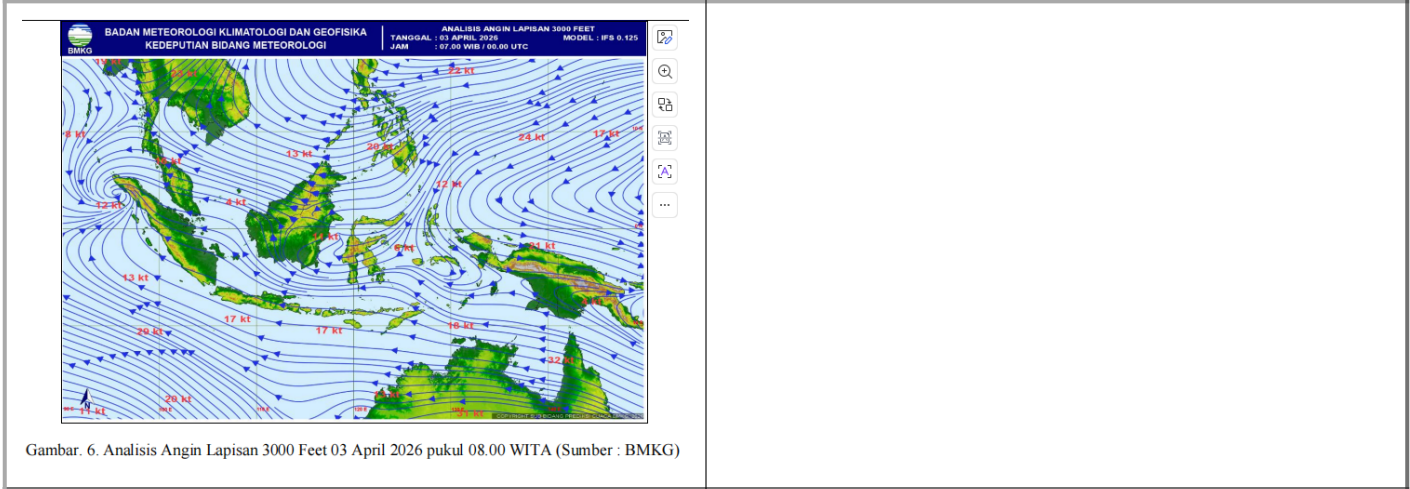 BADAN METEOROLOGI KLIMATOLOGI DAN GEOFISIKA
KEDEPUTIAN BIDANG METEOROLOGI
BMKG
ANALISIS ANGIN LAPISAN 3000 FEET
TANGGAL : 03 APRIL 2026 MODEL : IFS 0.125
JAM : 07.00 WIB / 00.00 UTC
22 kt
8 kt
13 kt
20 kt
24 kt
17 kt
12 kt
12 kt
4 kt
13 kt
17 kt
17 kt
18 kt
20 kt
N
Gambar. 6. Analisis Angin Lapisan 3000 Feet 03 April 2026 pukul 08.00 WITA (Sumber : BMKG)